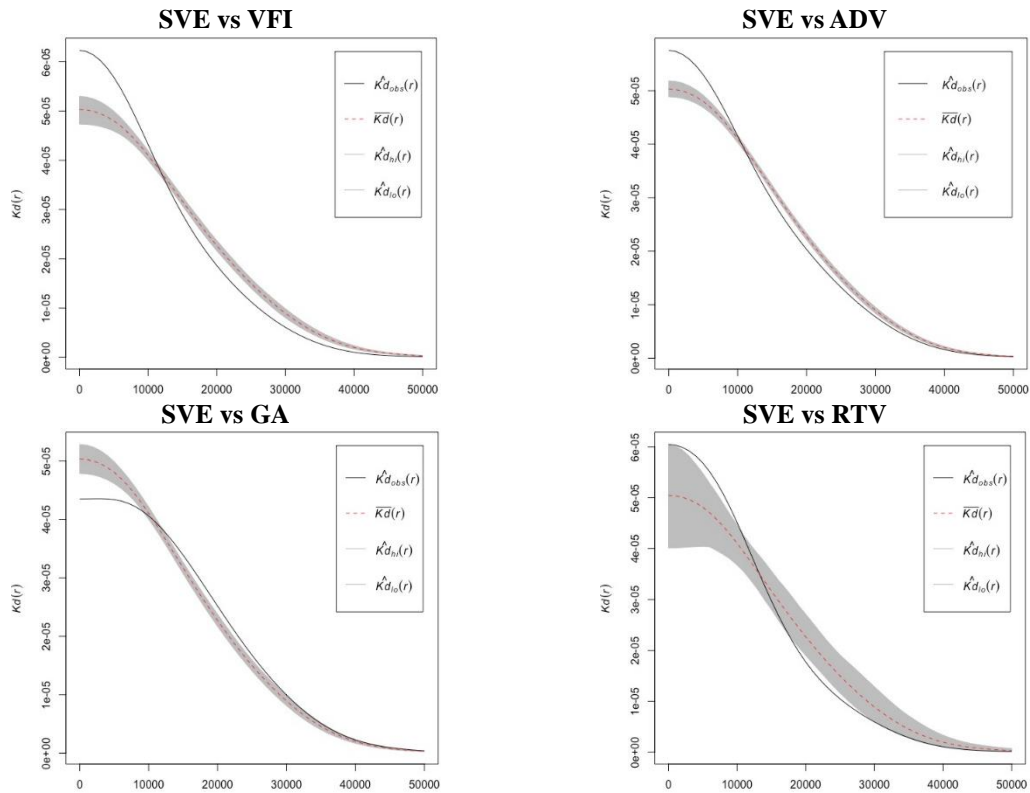 SVE vs VFI
Kd(r)
0e+00 1e-05 2e-05 3e-05 4e-05 5e-05 6e-05
0 10000 20000 30000 40000 50000
K̂d_obs(r)
K̅d̅(r)
K̂d_hi(r)
K̂d_lo(r)
SVE vs ADV
Kd(r)
0e+00 1e-05 2e-05 3e-05 4e-05 5e-05
0 10000 20000 30000 40000 50000
K̂d_obs(r)
K̅d̅(r)
K̂d_hi(r)
K̂d_lo(r)
SVE vs GA
Kd(r)
0e+00 1e-05 2e-05 3e-05 4e-05 5e-05
0 10000 20000 30000 40000 50000
K̂d_obs(r)
K̅d̅(r)
K̂d_hi(r)
K̂d_lo(r)
SVE vs RTV
Kd(r)
0e+00 1e-05 2e-05 3e-05 4e-05 5e-05 6e-05
0 10000 20000 30000 40000 50000
K̂d_obs(r)
K̅d̅(r)
K̂d_hi(r)
K̂d_lo(r)